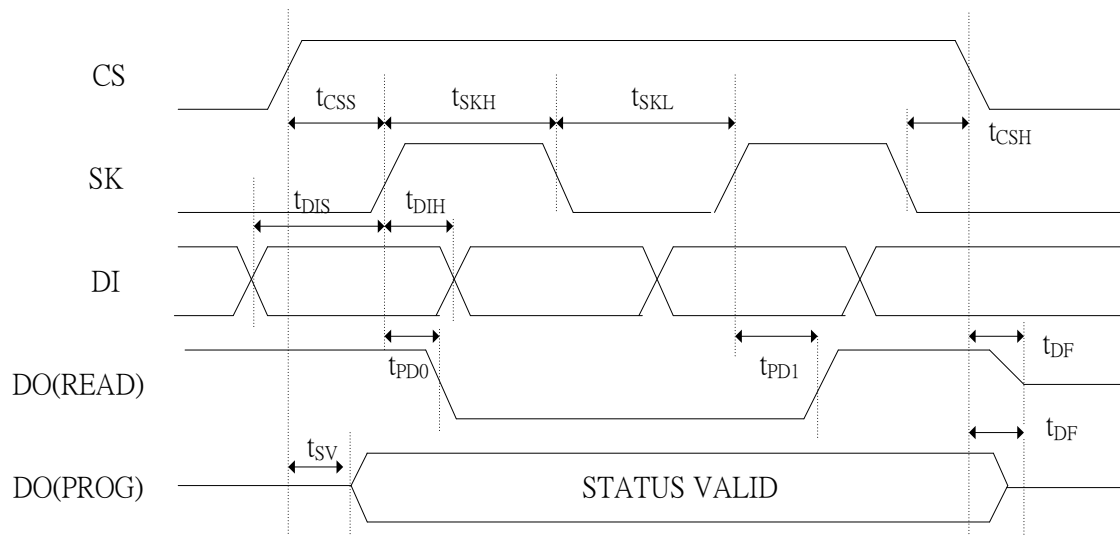 CS
tCSS
tSKH
tSKL
tCSH
SK
tDIS
tDIH
DI
tPD0
tPD1
tDF
DO(READ)
tDF
tSV
DO(PROG)
STATUS VALID